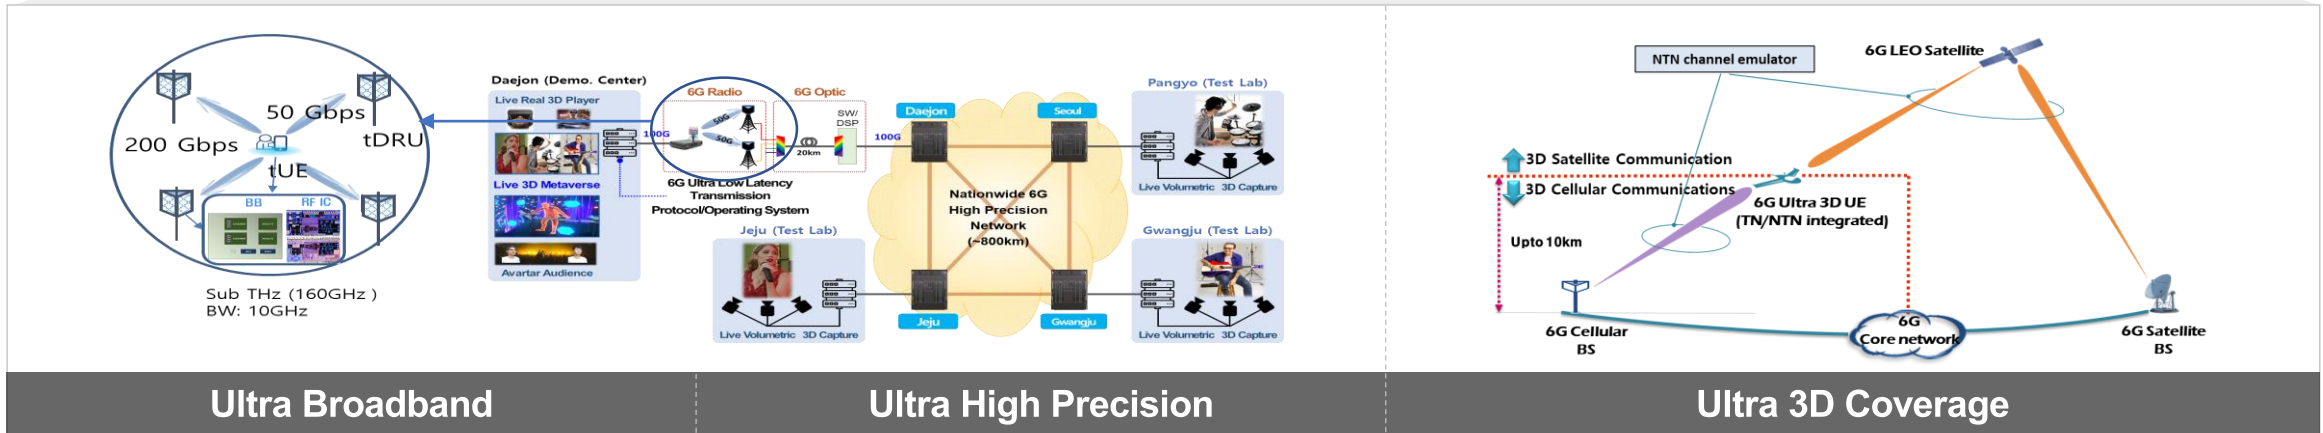 50 Gbps
200 Gbps
tDRU
tUE
BB
RF IC
Sub THz (160GHz )
BW: 10GHz
Daejon (Demo. Center)
Live Real 3D Player
Live 3D Metaverse
Avartar Audience
100G
6G Radio
50G
50G
6G Optic
SW/
DSP
20km
100G
6G Ultra Low Latency
Transmission
Protocol/Operating System
Daejon
Seoul
Jeju
Gwangju
Nationwide 6G
High Precision
Network
(~800km)
Pangyo (Test Lab)
Live Volumetric 3D Capture
Jeju (Test Lab)
Live Volumetric 3D Capture
Gwangju (Test Lab)
Live Volumetric 3D Capture
NTN channel emulator
6G LEO Satellite
3D Satellite Communication
3D Cellular Communications
6G Ultra 3D UE
(TN/NTN integrated)
Upto 10km
6G Cellular
BS
6G
Core network
6G Satellite
BS
Ultra Broadband
Ultra High Precision
Ultra 3D Coverage